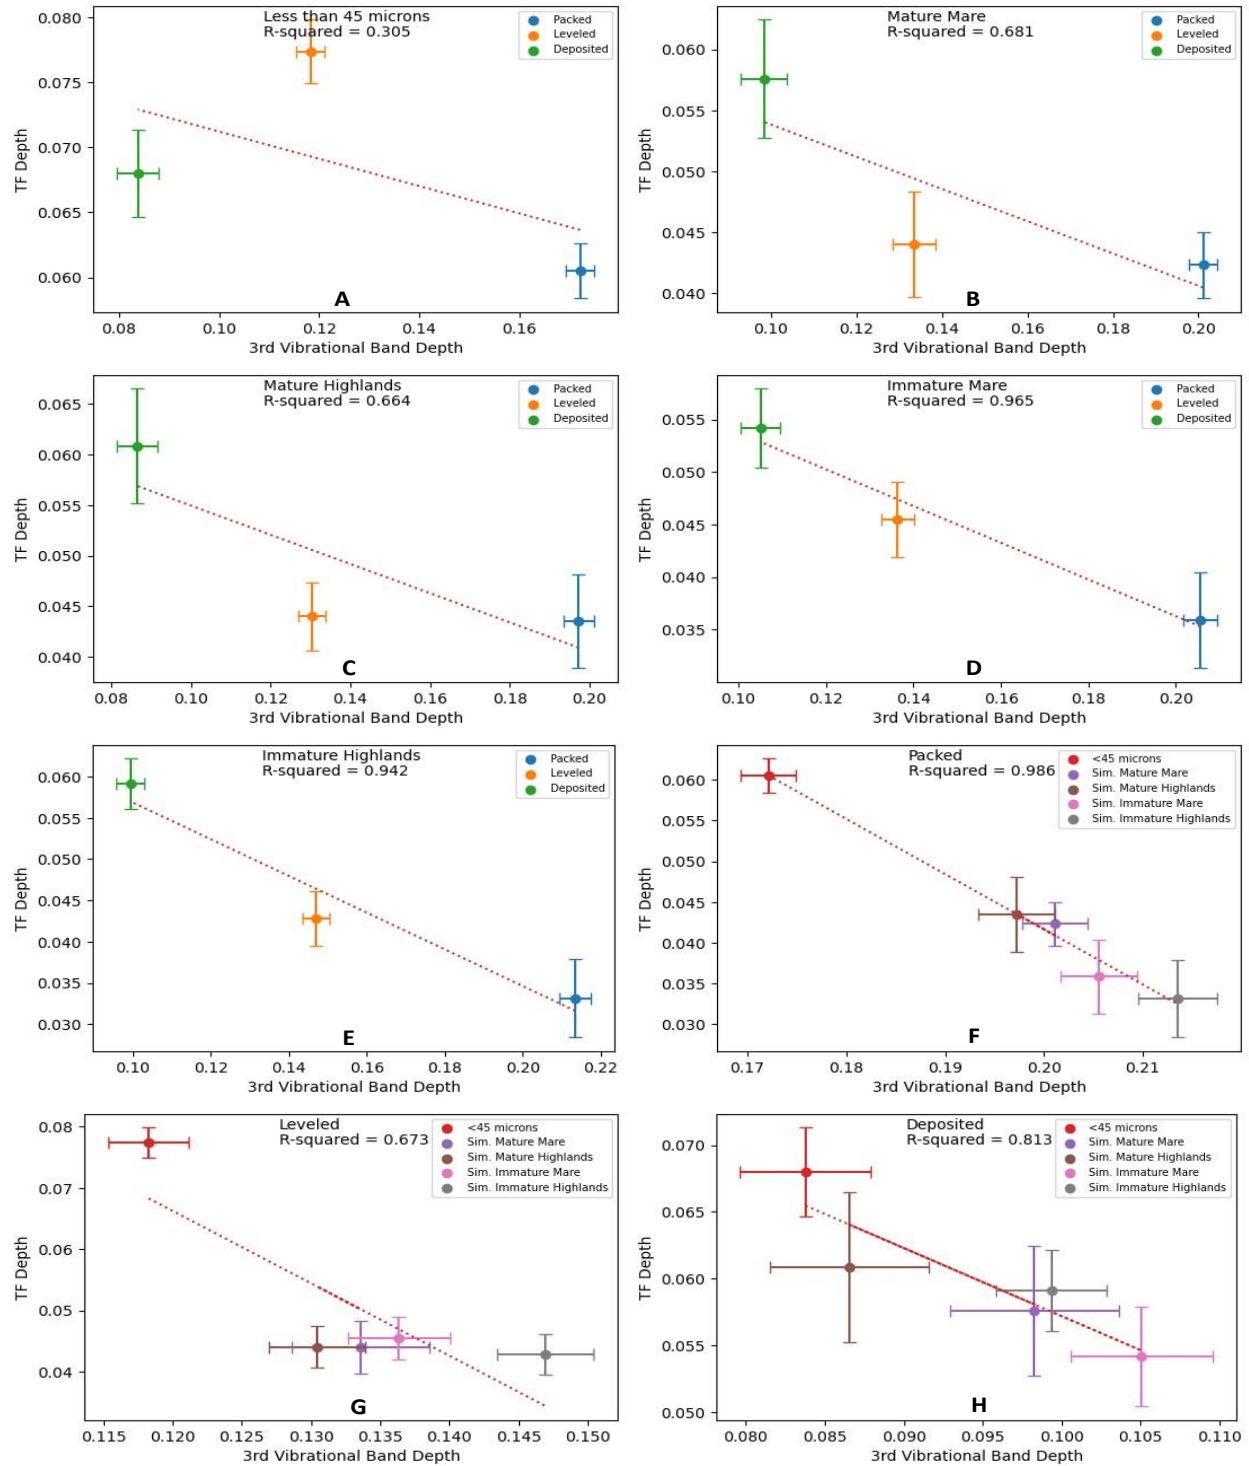 Less than 45 microns
R-squared = 0.305
Packed
Leveled
Deposited
0.080
0.075
0.070
0.065
0.060
TF Depth
A
0.08 0.10 0.12 0.14 0.16
3rd Vibrational Band Depth
Mature Mare
R-squared = 0.681
Packed
Leveled
Deposited
0.060
0.055
0.050
0.045
0.040
TF Depth
B
0.10 0.12 0.14 0.16 0.18 0.20
3rd Vibrational Band Depth
Mature Highlands
R-squared = 0.664
Packed
Leveled
Deposited
0.065
0.060
0.055
0.050
0.045
0.040
TF Depth
C
0.08 0.10 0.12 0.14 0.16 0.18 0.20
3rd Vibrational Band Depth
Immature Mare
R-squared = 0.965
Packed
Leveled
Deposited
0.055
0.050
0.045
0.040
0.035
TF Depth
D
0.10 0.12 0.14 0.16 0.18 0.20
3rd Vibrational Band Depth
Immature Highlands
R-squared = 0.942
Packed
Leveled
Deposited
0.060
0.055
0.050
0.045
0.040
0.035
0.030
TF Depth
E
0.10 0.12 0.14 0.16 0.18 0.20 0.22
3rd Vibrational Band Depth
Packed
R-squared = 0.986
<45 microns
Sim. Mature Mare
Sim. Mature Highlands
Sim. Immature Mare
Sim. Immature Highlands
0.060
0.055
0.050
0.045
0.040
0.035
0.030
TF Depth
F
0.17 0.18 0.19 0.20 0.21
3rd Vibrational Band Depth
Leveled
R-squared = 0.673
<45 microns
Sim. Mature Mare
Sim. Mature Highlands
Sim. Immature Mare
Sim. Immature Highlands
0.08
0.07
0.06
0.05
0.04
TF Depth
G
0.115 0.120 0.125 0.130 0.135 0.140 0.145 0.150
3rd Vibrational Band Depth
Deposited
R-squared = 0.813
<45 microns
Sim. Mature Mare
Sim. Mature Highlands
Sim. Immature Mare
Sim. Immature Highlands
0.070
0.065
0.060
0.055
0.050
TF Depth
H
0.080 0.085 0.090 0.095 0.100 0.105 0.110
3rd Vibrational Band Depth